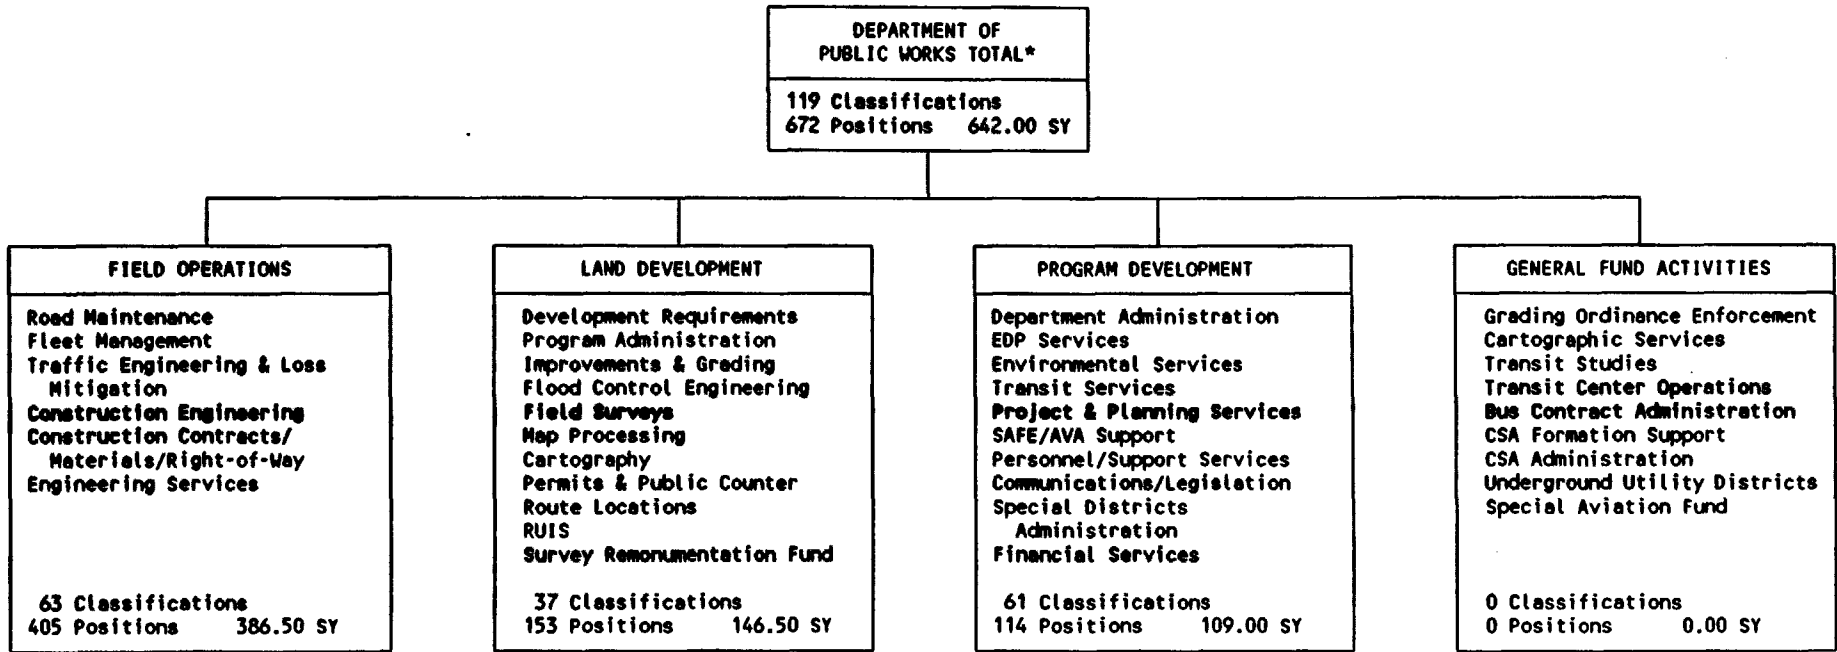 DEPARTMENT OF
PUBLIC WORKS TOTAL*
119 Classifications
672 Positions 642.00 SY
FIELD OPERATIONS
Road Maintenance
Fleet Management
Traffic Engineering & Loss
Mitigation
Construction Engineering
Construction Contracts/
Materials/Right-of-Way
Engineering Services
63 Classifications
405 Positions 386.50 SY
LAND DEVELOPMENT
Development Requirements
Program Administration
Improvements & Grading
Flood Control Engineering
Field Surveys
Map Processing
Cartography
Permits & Public Counter
Route Locations
RUIS
Survey Remonumentation Fund
37 Classifications
153 Positions 146.50 SY
PROGRAM DEVELOPMENT
Department Administration
EDP Services
Environmental Services
Transit Services
Project & Planning Services
SAFE/AVA Support
Personnel/Support Services
Communications/Legislation
Special Districts
Administration
Financial Services
61 Classifications
114 Positions 109.00 SY
GENERAL FUND ACTIVITIES
Grading Ordinance Enforcement
Cartographic Services
Transit Studies
Transit Center Operations
Bus Contract Administration
CSA Formation Support
CSA Administration
Underground Utility Districts
Special Aviation Fund
0 Classifications
0 Positions 0.00 SY